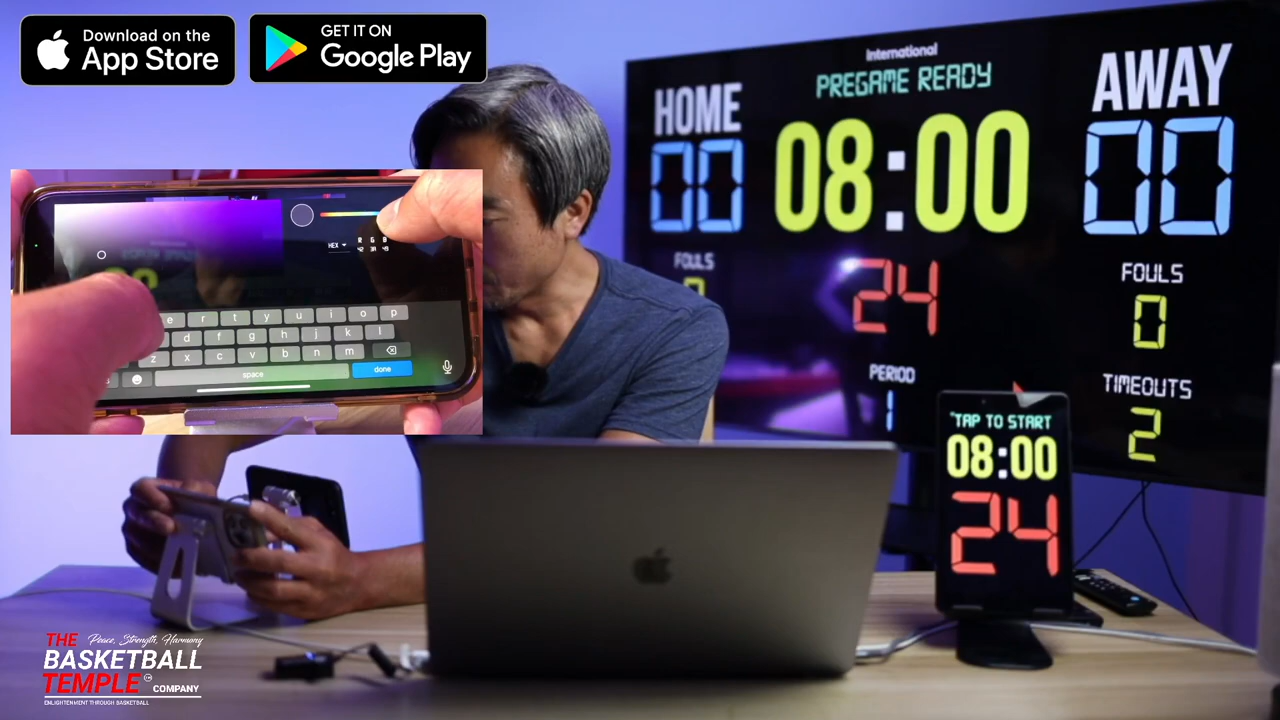 Download on the
App Store
GET IT ON
Google Play
International
PREGAME READY
HOME
08:00
AWAY
00
00
FOULS
24
FOULS
0
0
PERIOD
1
TIMEOUTS
2
HEX
R G B
e r t y u i o p
d f g h j k l
z x c v b n m
space
done
TAP TO START
08:00
24
THE
Peace, Strength, Harmony
BASKETBALL
TEMPLE
COMPANY
ENLIGHTENMENT THROUGH BASKETBALL